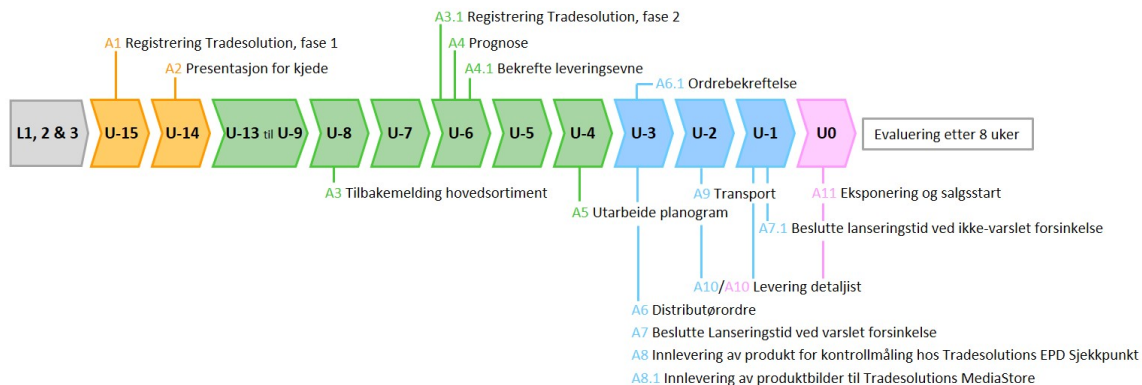 A3.1 Registrering Tradesolution, fase 2
A1 Registrering Tradesolution, fase 1
A4 Prognose
A2 Presentasjon for kjede
A4.1 Bekrefte leveringsevne
A6.1 Ordrebekreftelse
L1, 2 & 3
U-15
U-14
U-13 til U-9
U-8
U-7
U-6
U-5
U-4
U-3
U-2
U-1
U0
Evaluering etter 8 uker
A3 Tilbakemelding hovedsortiment
A9 Transport
A11 Eksponering og salgsstart
A5 Utarbeide planogram
A7.1 Beslutte lanseringstid ved ikke-varslet forsinkelse
A10/A10 Levering detaljist
A6 Distributørordre
A7 Beslutte Lanseringstid ved varslet forsinkelse
A8 Innlevering av produkt for kontrollmåling hos Tradesolutions EPD Sjekkpunkt
A8.1 Innlevering av produktbilder til Tradesolutions MediaStore